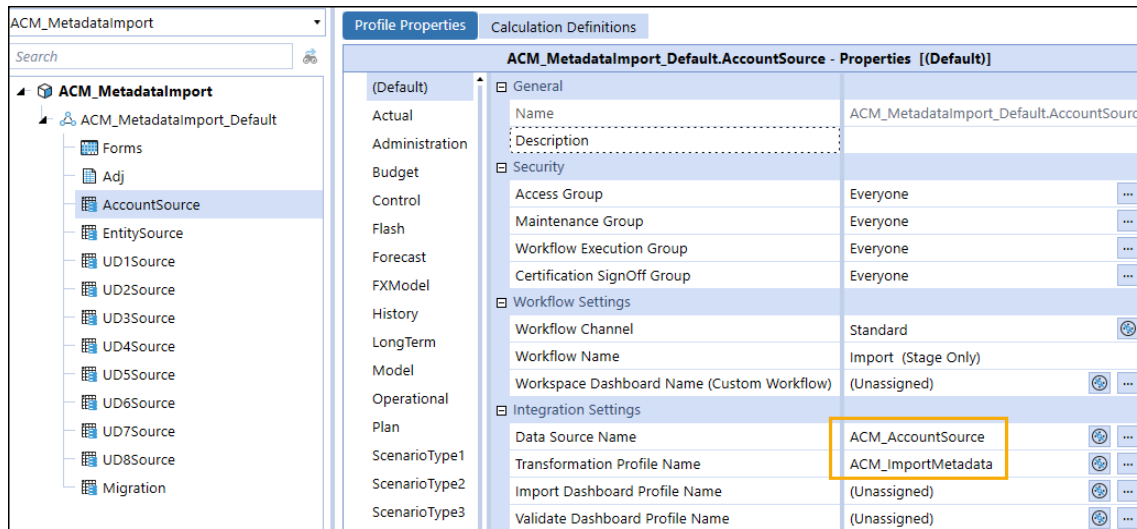 ACM_MetadataImport
Search
ACM_MetadataImport
ACM_MetadataImport_Default
Forms
Adj
AccountSource
EntitySource
UD1Source
UD2Source
UD3Source
UD4Source
UD5Source
UD6Source
UD7Source
UD8Source
Migration
Profile Properties Calculation Definitions
ACM_MetadataImport_Default.AccountSource - Properties [(Default)]
(Default)
Actual
Administration
Budget
Control
Flash
Forecast
FXModel
History
LongTerm
Model
Operational
Plan
ScenarioType1
ScenarioType2
ScenarioType3
General
Name ACM_MetadataImport_Default.AccountSourc
Description
Security
Access Group Everyone ...
Maintenance Group Everyone ...
Workflow Execution Group Everyone ...
Certification SignOff Group Everyone ...
Workflow Settings
Workflow Channel Standard
Workflow Name Import (Stage Only)
Workspace Dashboard Name (Custom Workflow) (Unassigned) ...
Integration Settings
Data Source Name ACM_AccountSource ...
Transformation Profile Name ACM_ImportMetadata ...
Import Dashboard Profile Name (Unassigned) ...
Validate Dashboard Profile Name (Unassigned) ...